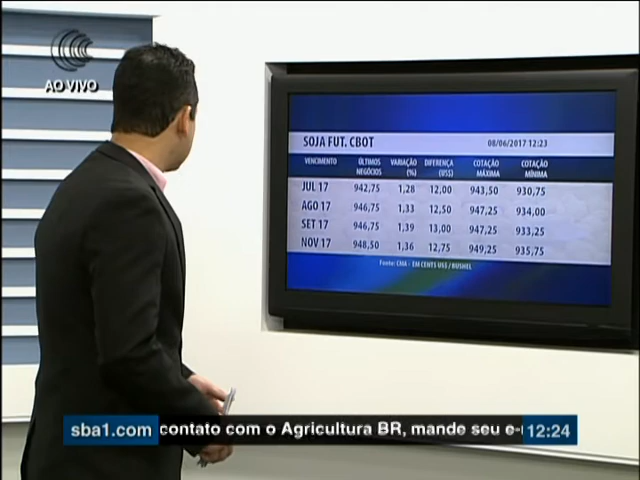 AO VIVO
SOJA FUT. CBOT 08/06/2017 12:23
VENCIMENTO ÚLTIMOS NEGÓCIOS VARIAÇÃO (%) DIFERENÇA (US$) COTAÇÃO MÁXIMA COTAÇÃO MÍNIMA
JUL 17 942,75 1,28 12,00 943,50 930,75
AGO 17 946,75 1,33 12,50 947,25 934,00
SET 17 946,75 1,39 13,00 947,25 933,25
NOV 17 948,50 1,36 12,75 949,25 935,75
Fonte: CMA - EM CENTS US$ / BUSHEL
sba1.com contato com o Agricultura BR, mande seu e- 12:24